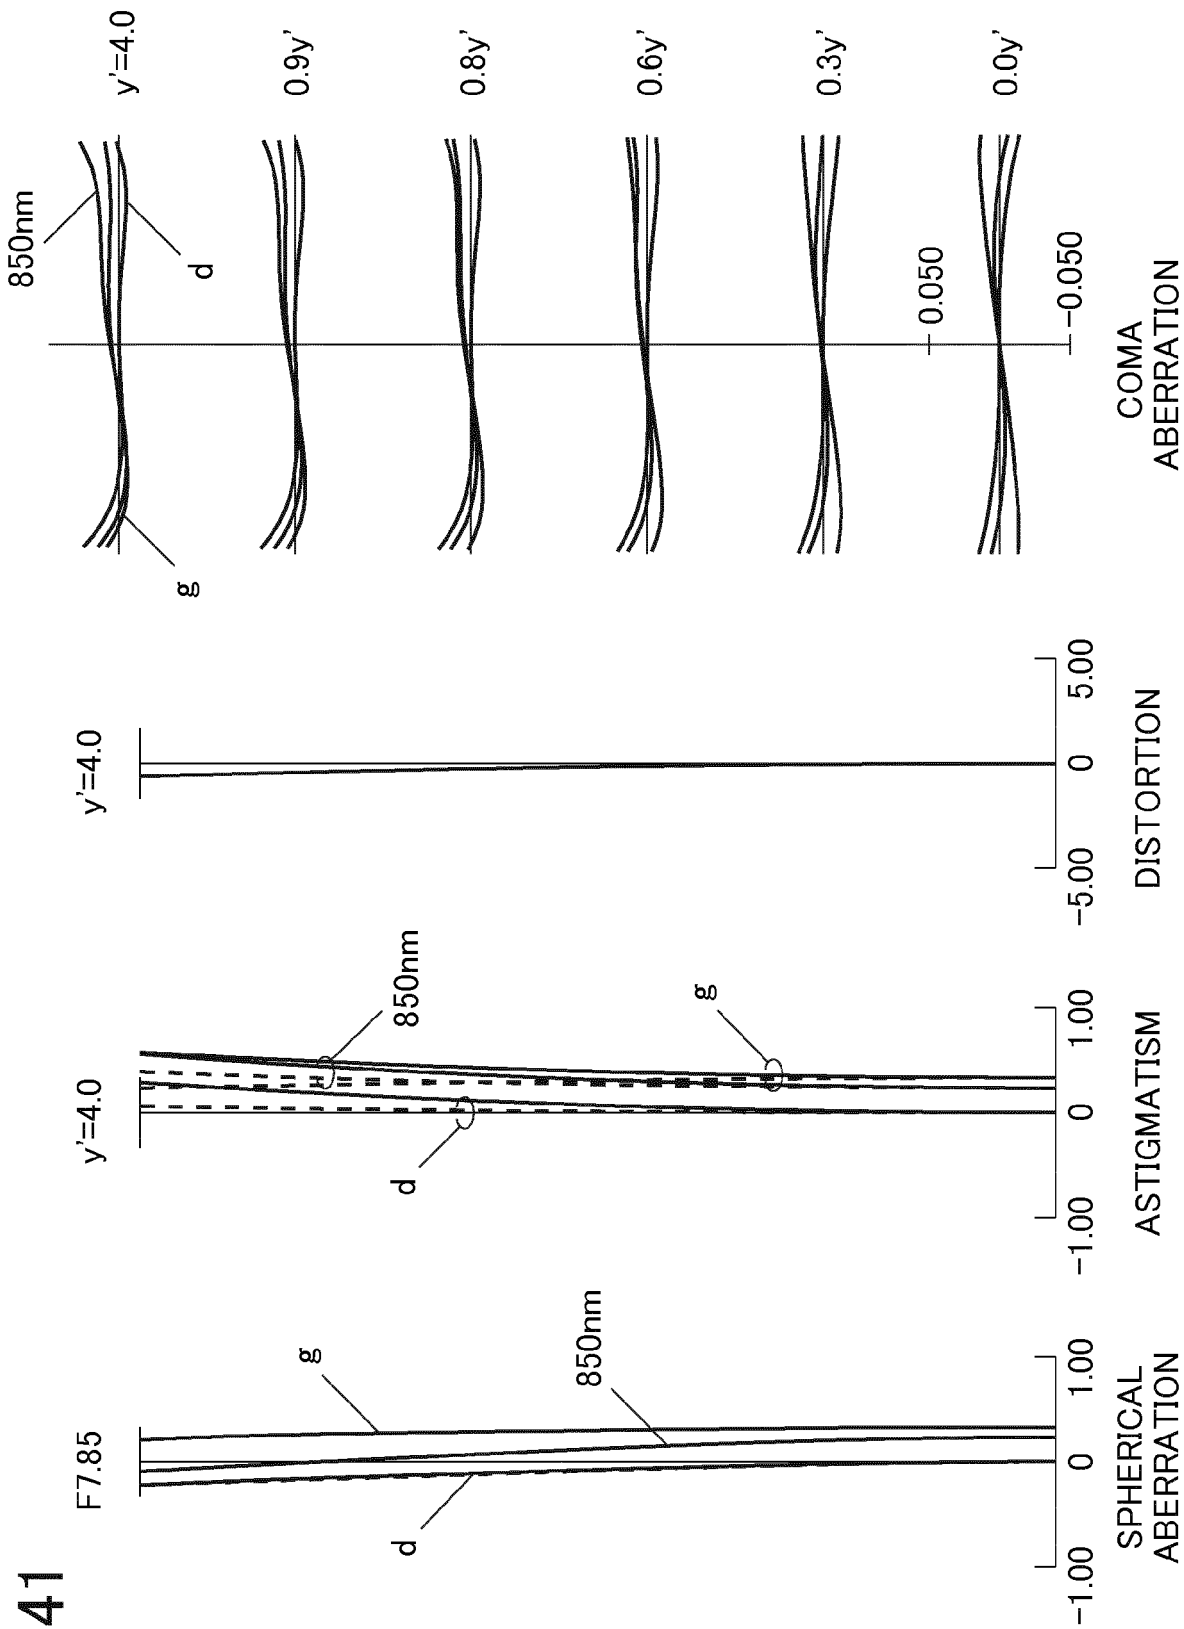 41
F7.85
g
850nm
d
-1.00
0
1.00
SPHERICAL
ABERRATION
y'=4.0
850nm
g
d
-1.00
0
1.00
ASTIGMATISM
y'=4.0
-5.00
0
5.00
DISTORTION
850nm
d
g
y'=4.0
0.9y'
0.8y'
0.6y'
0.3y'
0.0y'
0.050
-0.050
COMA
ABERRATION